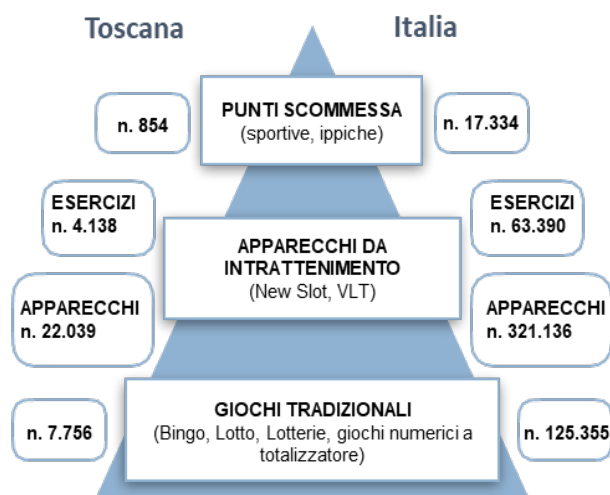 Toscana
Italia
PUNTI SCOMMESSA
(sportive, ippiche)
n. 854
n. 17.334
ESERCIZI
n. 4.138
ESERCIZI
n. 63.390
APPARECCHI DA
INTRATTENIMENTO
(New Slot, VLT)
APPARECCHI
n. 22.039
APPARECCHI
n. 321.136
GIOCHI TRADIZIONALI
(Bingo, Lotto, Lotterie, giochi numerici a
totalizzatore)
n. 7.756
n. 125.355